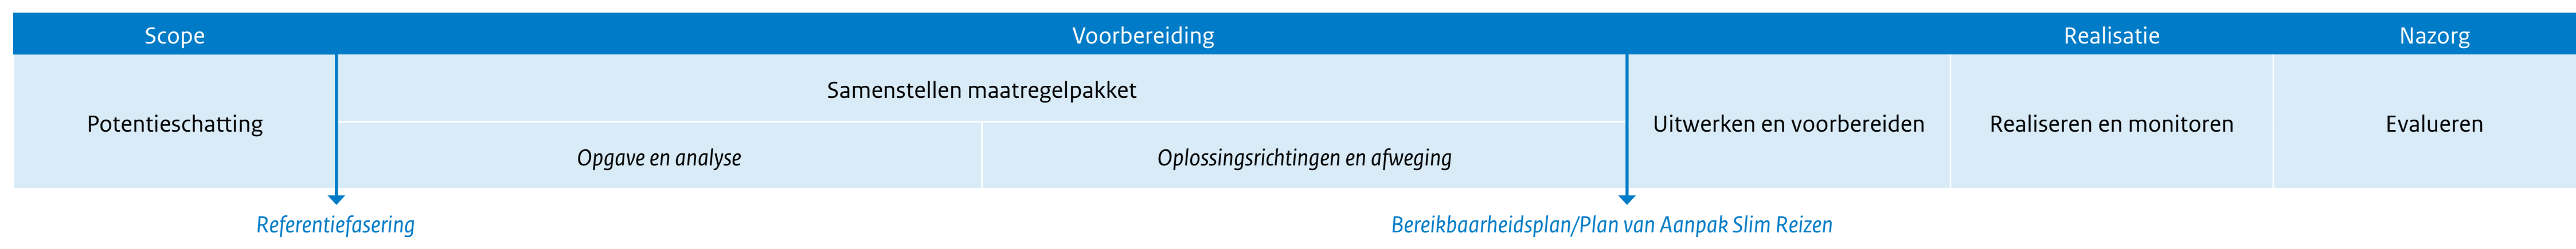 Scope
Voorbereiding
Realisatie
Nazorg
Potentieschatting
Samenstellen maatregelpakket
Opgave en analyse
Oplossingsrichtingen en afweging
Uitwerken en voorbereiden
Realiseren en monitoren
Evalueren
Referentiefasering
Bereikbaarheidsplan/Plan van Aanpak Slim Reizen